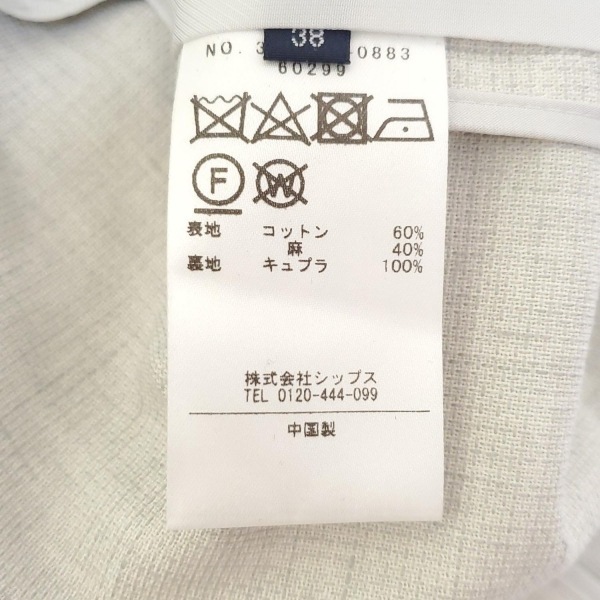 38
NO. 3 -0883
60299
F W
表地 コットン 60%
麻 40%
裏地 キュプラ 100%
株式会社シップス
TEL 0120-444-099
中国製